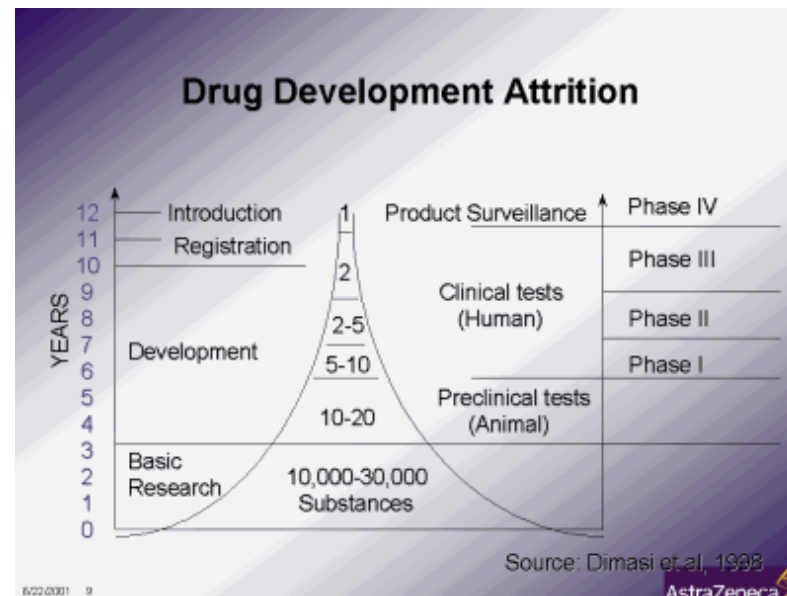 Drug Development Attrition
YEARS
12
11
10
9
8
7
6
5
4
3
2
1
0
Introduction
Registration
Development
Basic
Research
1
2
2-5
5-10
10-20
10,000-30,000
Substances
Product Surveillance
Clinical tests
(Human)
Preclinical tests
(Animal)
Phase IV
Phase III
Phase II
Phase I
Source: Dimasi et al, 1998
6/22/2001 9
AstraZeneca